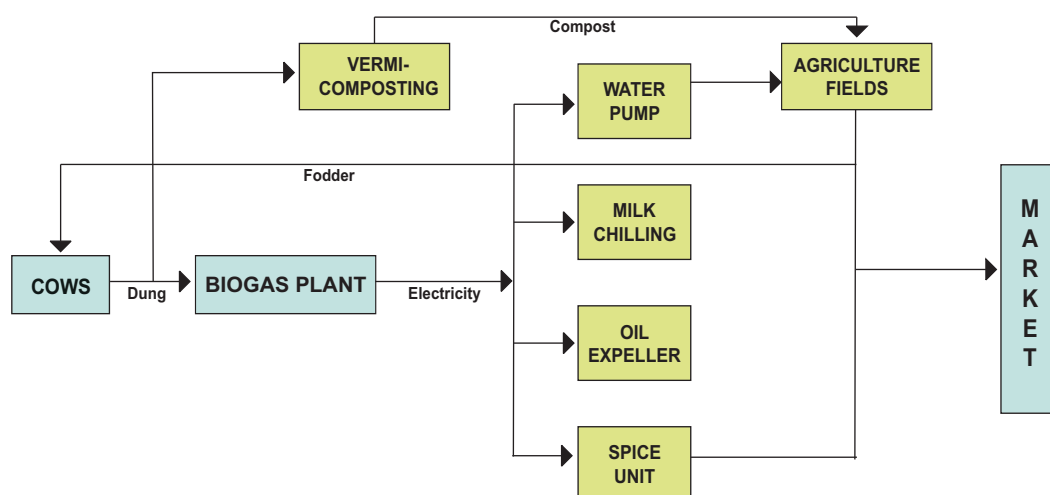 Compost
VERMI-
COMPOSTING
AGRICULTURE
FIELDS
WATER
PUMP
Fodder
MILK
CHILLING
M
A
R
K
E
T
COWS
Dung
BIOGAS PLANT
Electricity
OIL
EXPELLER
SPICE
UNIT